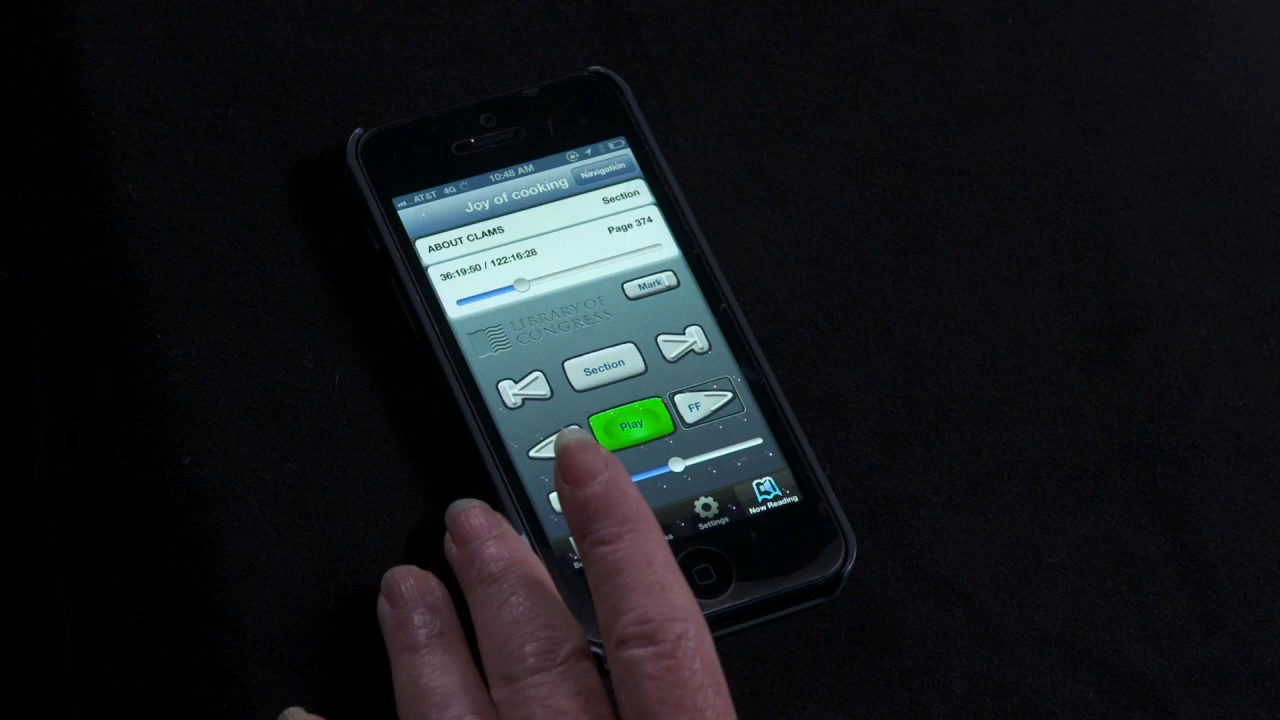 AT&T 4G 10:48 AM
Joy of cooking
Navigation
Section
ABOUT CLAMS
Page 374
36:19:50 / 122:16:28
Mark
LIBRARY OF
CONGRESS
Section
Play
FF
Settings
Now Reading